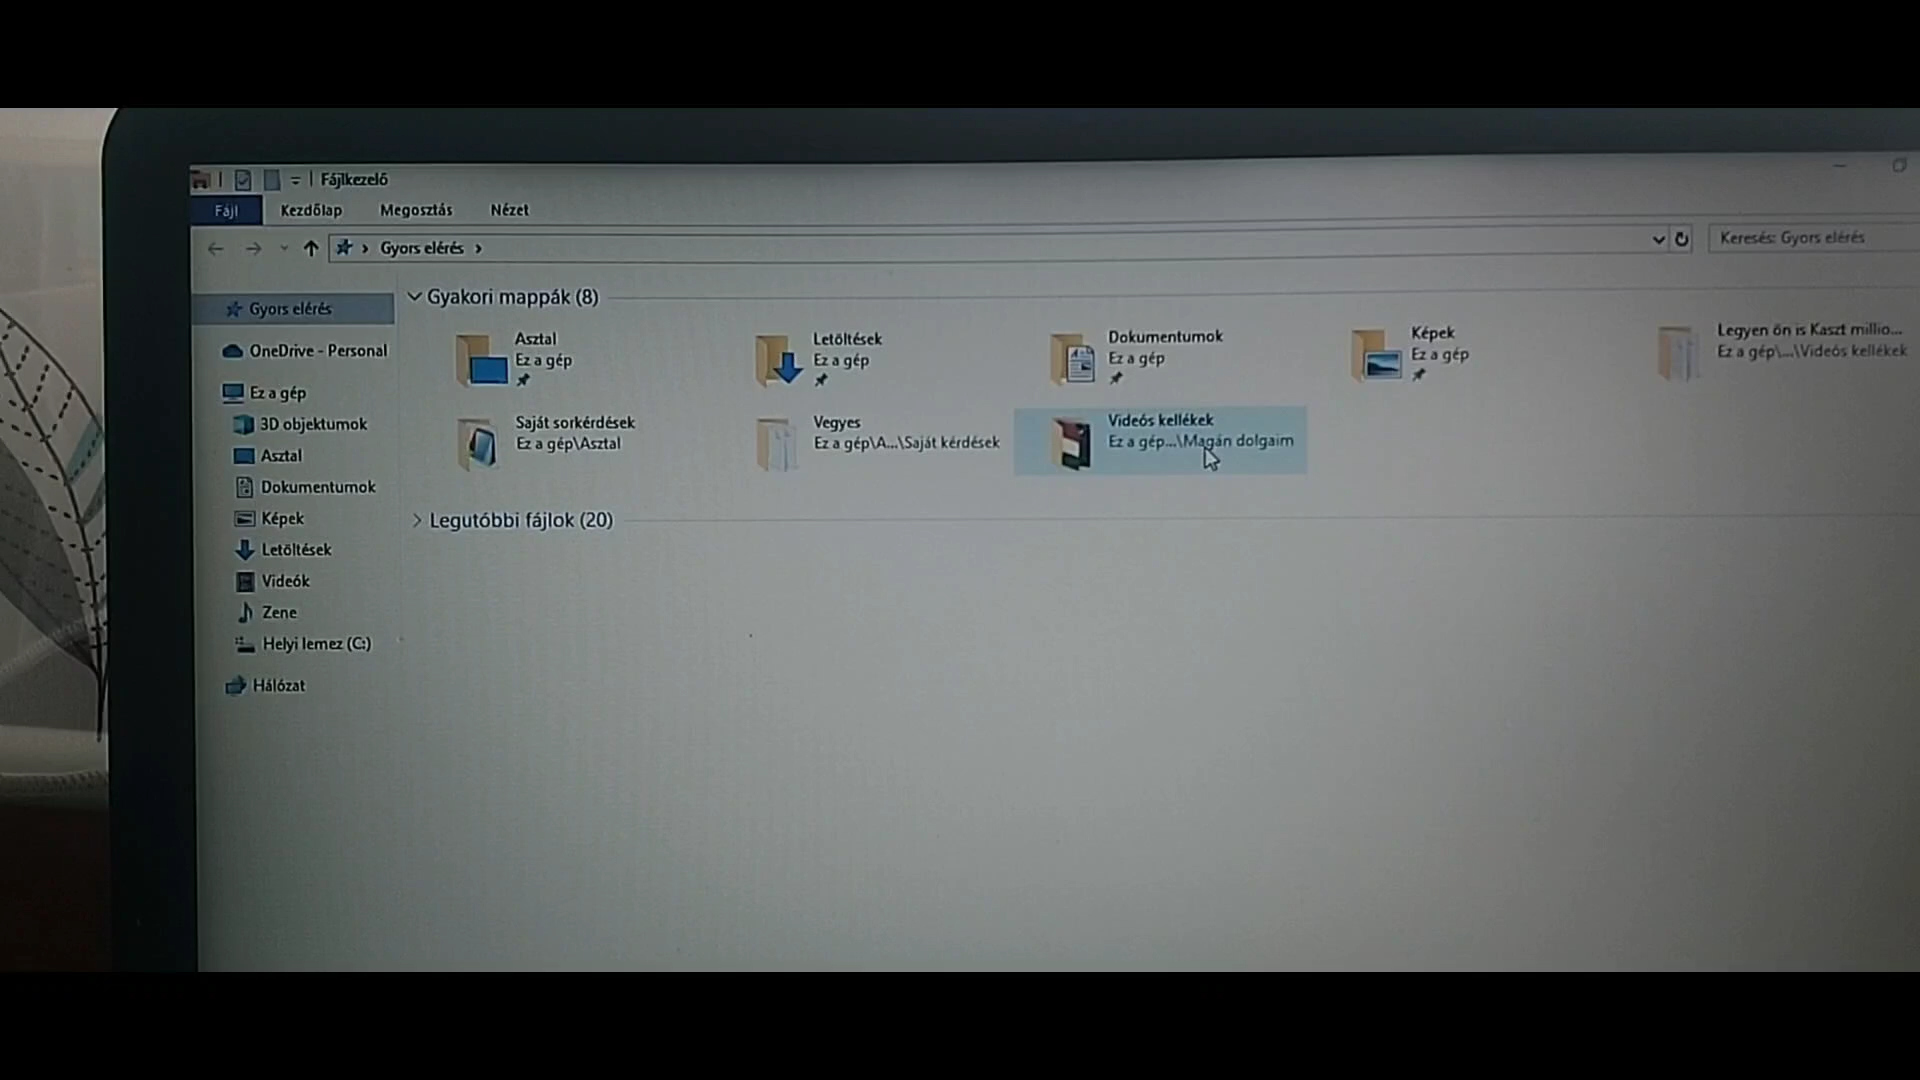 Fájlkezelő
Fájl Kezdőlap Megosztás Nézet
Gyors elérés
Keresés: Gyors elérés
Gyors elérés
OneDrive - Personal
Ez a gép
3D objektumok
Asztal
Dokumentumok
Képek
Letöltések
Videók
Zene
Helyi lemez (C:)
Hálózat
Gyakori mappák (8)
Asztal
Ez a gép
Letöltések
Ez a gép
Dokumentumok
Ez a gép
Képek
Ez a gép
Legyen ön is Kaszt millio...
Ez a gép\...\Videós kellékek
Saját sorkérdések
Ez a gép\Asztal
Vegyes
Ez a gép\A...\Saját kérdések
Videós kellékek
Ez a gép...\Magán dolgaim
Legutóbbi fájlok (20)